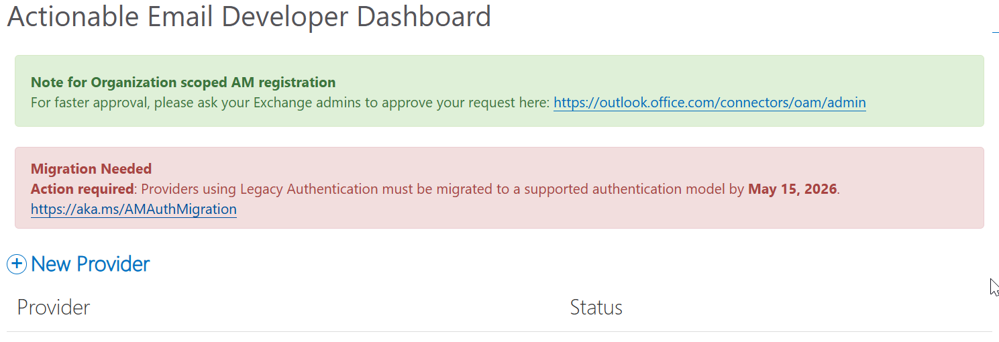 Actionable Email Developer Dashboard
Note for Organization scoped AM registration
For faster approval, please ask your Exchange admins to approve your request here: https://outlook.office.com/connectors/oam/admin
Migration Needed
Action required: Providers using Legacy Authentication must be migrated to a supported authentication model by May 15, 2026.
https://aka.ms/AMAuthMigration
New Provider
Provider Status